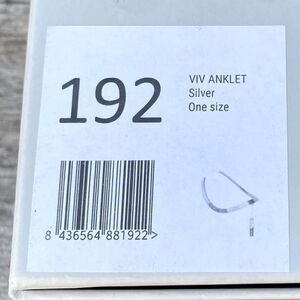 192
VIV ANKLET
Silver
One size
8 436564 881922>